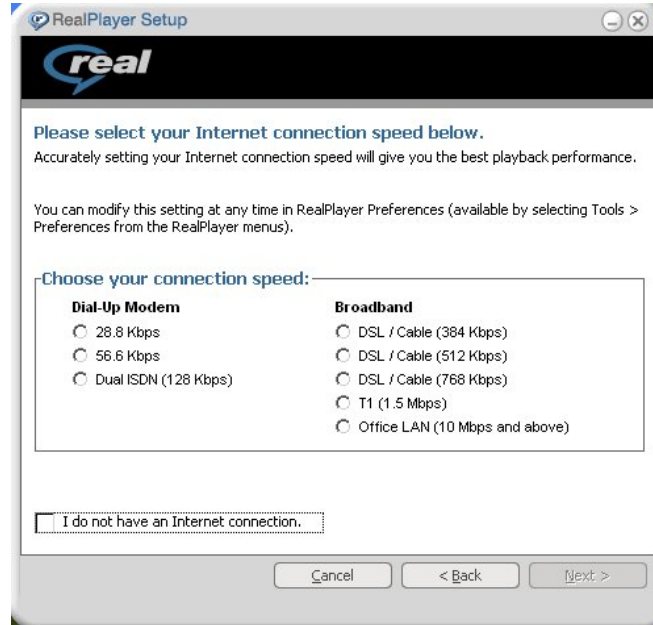 RealPlayer Setup
real
Please select your Internet connection speed below.
Accurately setting your Internet connection speed will give you the best playback performance.
You can modify this setting at any time in RealPlayer Preferences (available by selecting Tools >
Preferences from the RealPlayer menus).
Choose your connection speed:
Dial-Up Modem
28.8 Kbps
56.6 Kbps
Dual ISDN (128 Kbps)
Broadband
DSL / Cable (384 Kbps)
DSL / Cable (512 Kbps)
DSL / Cable (768 Kbps)
T1 (1.5 Mbps)
Office LAN (10 Mbps and above)
I do not have an Internet connection.
Cancel
< Back
Next >